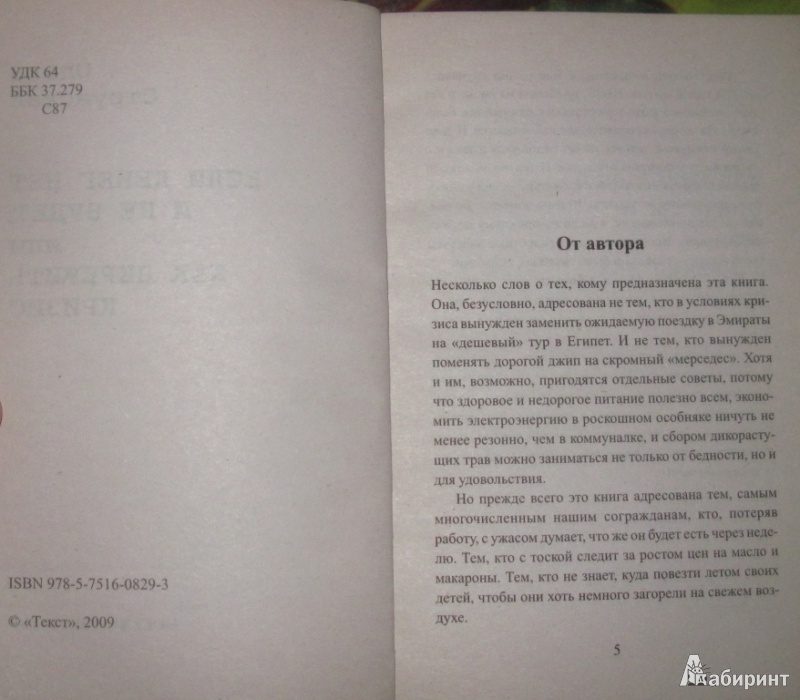 УДК 64
ББК 37.279
С87
ISBN 978-5-7516-0829-3
© «Текст», 2009
От автора
Несколько слов о тех, кому предназначена эта книга.
Она, безусловно, адресована не тем, кто в условиях кри-
зиса вынужден заменить ожидаемую поездку в Эмираты
на «дешевый» тур в Египет. И не тем, кто вынужден
поменять дорогой джип на скромный «мерседес». Хотя
и им, возможно, пригодятся отдельные советы, потому
что здоровое и недорогое питание полезно всем, эконо-
мить электроэнергию в роскошном особняке ничуть не
менее резонно, чем в коммуналке, и сбором дикорасту-
щих трав можно заниматься не только от бедности, но и
для удовольствия.
Но прежде всего это книга адресована тем, самым
многочисленным нашим согражданам, кто, потеряв
работу, с ужасом думает, что же он будет есть через неде-
лю. Тем, кто с тоской следит за ростом цен на масло и
макароны. Тем, кто не знает, куда повезти летом своих
детей, чтобы они хоть немного загорели на свежем воз-
духе.
5
Лабиринт